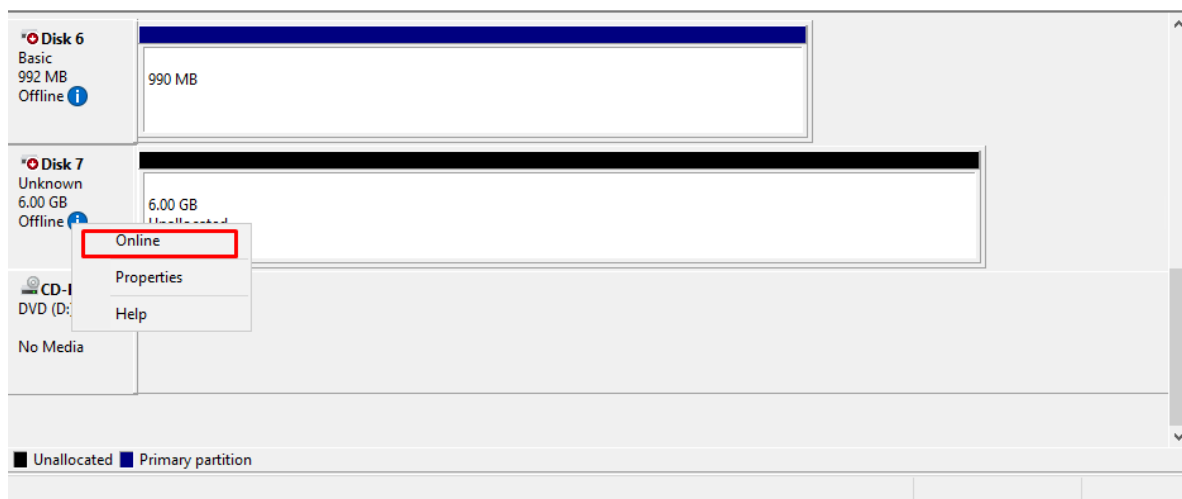 Disk 6
Basic
992 MB
Offline
990 MB
Disk 7
Unknown
6.00 GB
Offline
6.00 GB
Unallocated
Online
Properties
Help
DVD (D:)
No Media
Unallocated
Primary partition